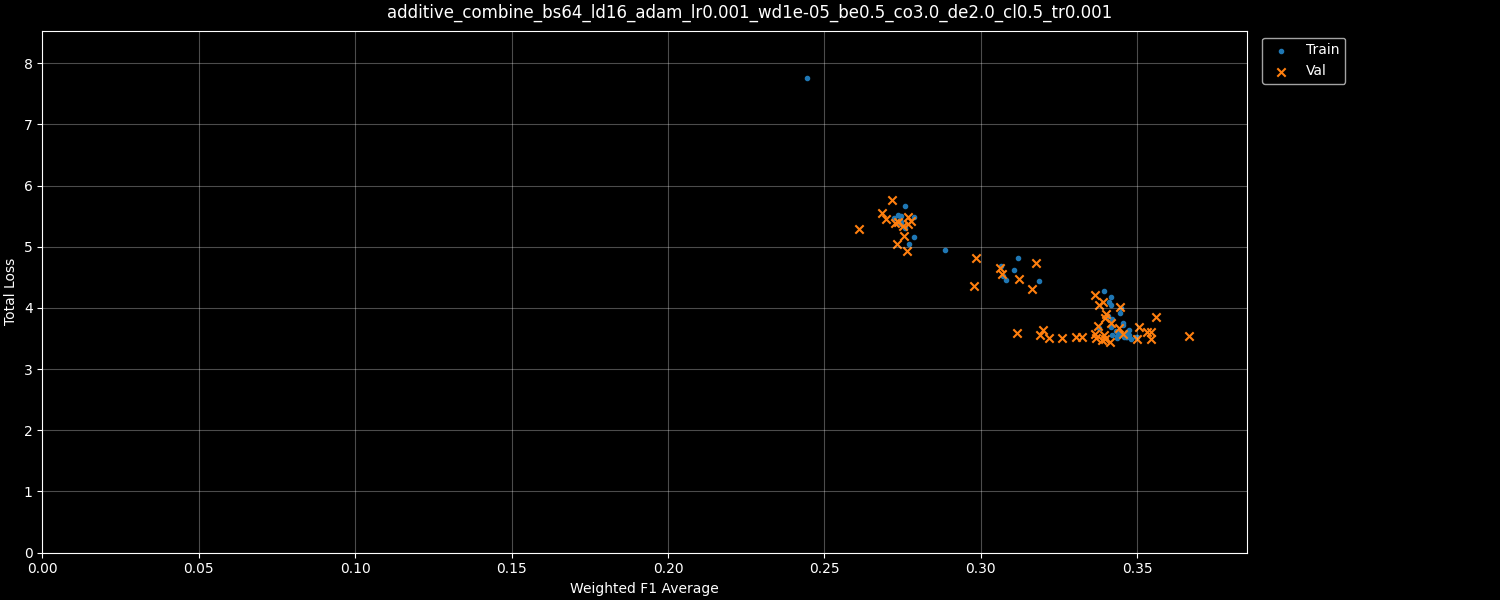 additive_combine_bs64_ld16_adam_lr0.001_wd1e-05_be0.5_co3.0_de2.0_cl0.5_tr0.001
Train
Val
8
7
6
5
4
3
2
1
0
Total Loss
0.00 0.05 0.10 0.15 0.20 0.25 0.30 0.35
Weighted F1 Average